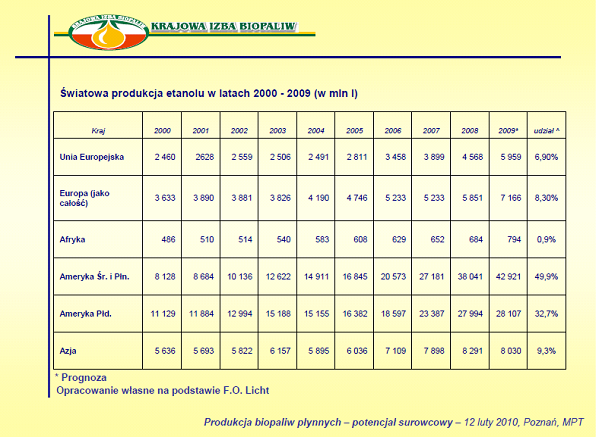 KRAJOWA IZBA BIOPALIW
KRAJOWA IZBA BIOPALIW
Światowa produkcja etanolu w latach 2000 - 2009 (w mln l)
Kraj 2000 2001 2002 2003 2004 2005 2006 2007 2008 2009* udział ^
Unia Europejska 2 460 2628 2 559 2 506 2 491 2 811 3 458 3 899 4 568 5 959 6,90%
Europa (jako
całość) 3 633 3 890 3 881 3 826 4 190 4 746 5 233 5 233 5 851 7 166 8,30%
Afryka 486 510 514 540 583 608 629 652 684 794 0,9%
Ameryka Śr. i Płn. 8 128 8 684 10 136 12 622 14 911 16 845 20 573 27 181 38 041 42 921 49,9%
Ameryka Płd. 11 129 11 884 12 994 15 188 15 155 16 382 18 597 23 387 27 994 28 107 32,7%
Azja 5 636 5 693 5 822 6 157 5 895 6 036 7 109 7 898 8 291 8 030 9,3%
* Prognoza
Opracowanie własne na podstawie F.O. Licht
Produkcja biopaliw płynnych – potencjał surowcowy – 12 luty 2010, Poznań, MPT